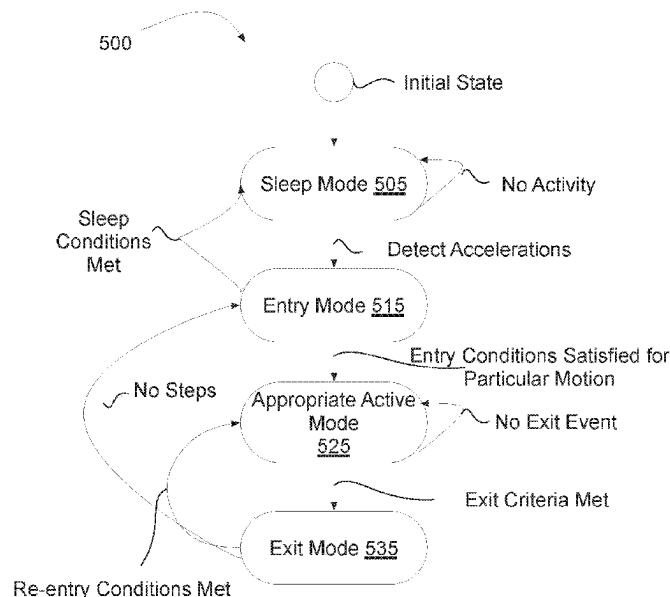 500
Initial State
Sleep Mode 505
No Activity
Sleep
Conditions
Met
Detect Accelerations
Entry Mode 515
Entry Conditions Satisfied for
Particular Motion
No Steps
Appropriate Active
Mode
525
No Exit Event
Exit Criteria Met
Exit Mode 535
Re-entry Conditions Met